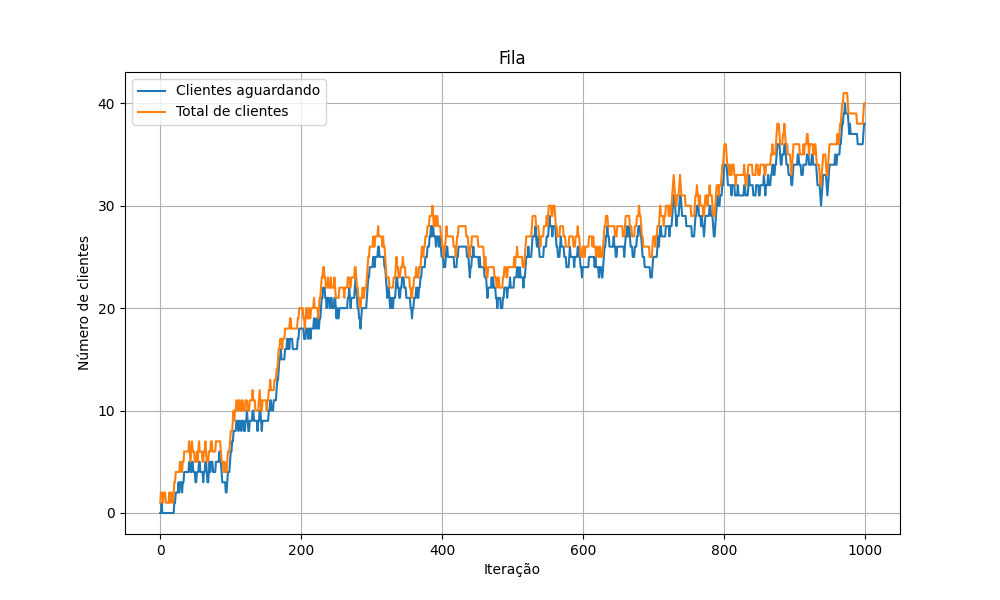 Fila
Clientes aguardando
Total de clientes
Número de clientes
40
30
20
10
0
0 200 400 600 800 1000
Iteração